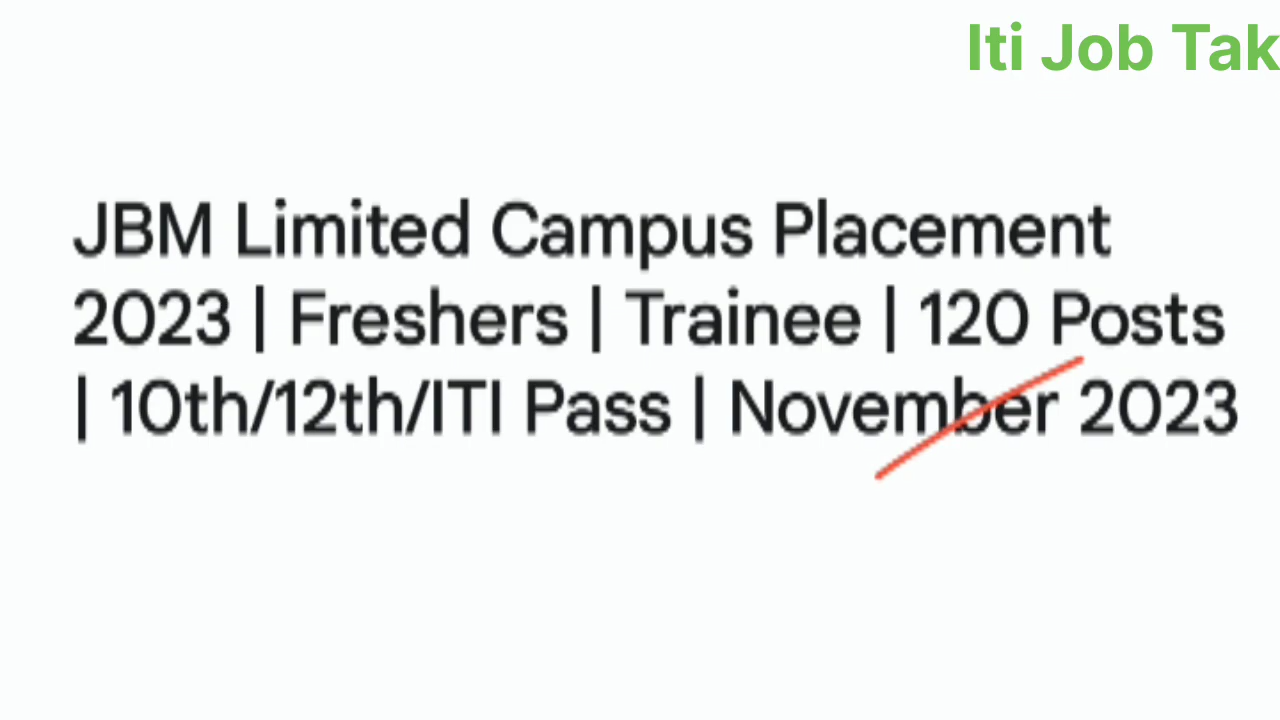 Iti Job Tak
JBM Limited Campus Placement
2023 | Freshers | Trainee | 120 Posts
| 10th/12th/ITI Pass | November 2023